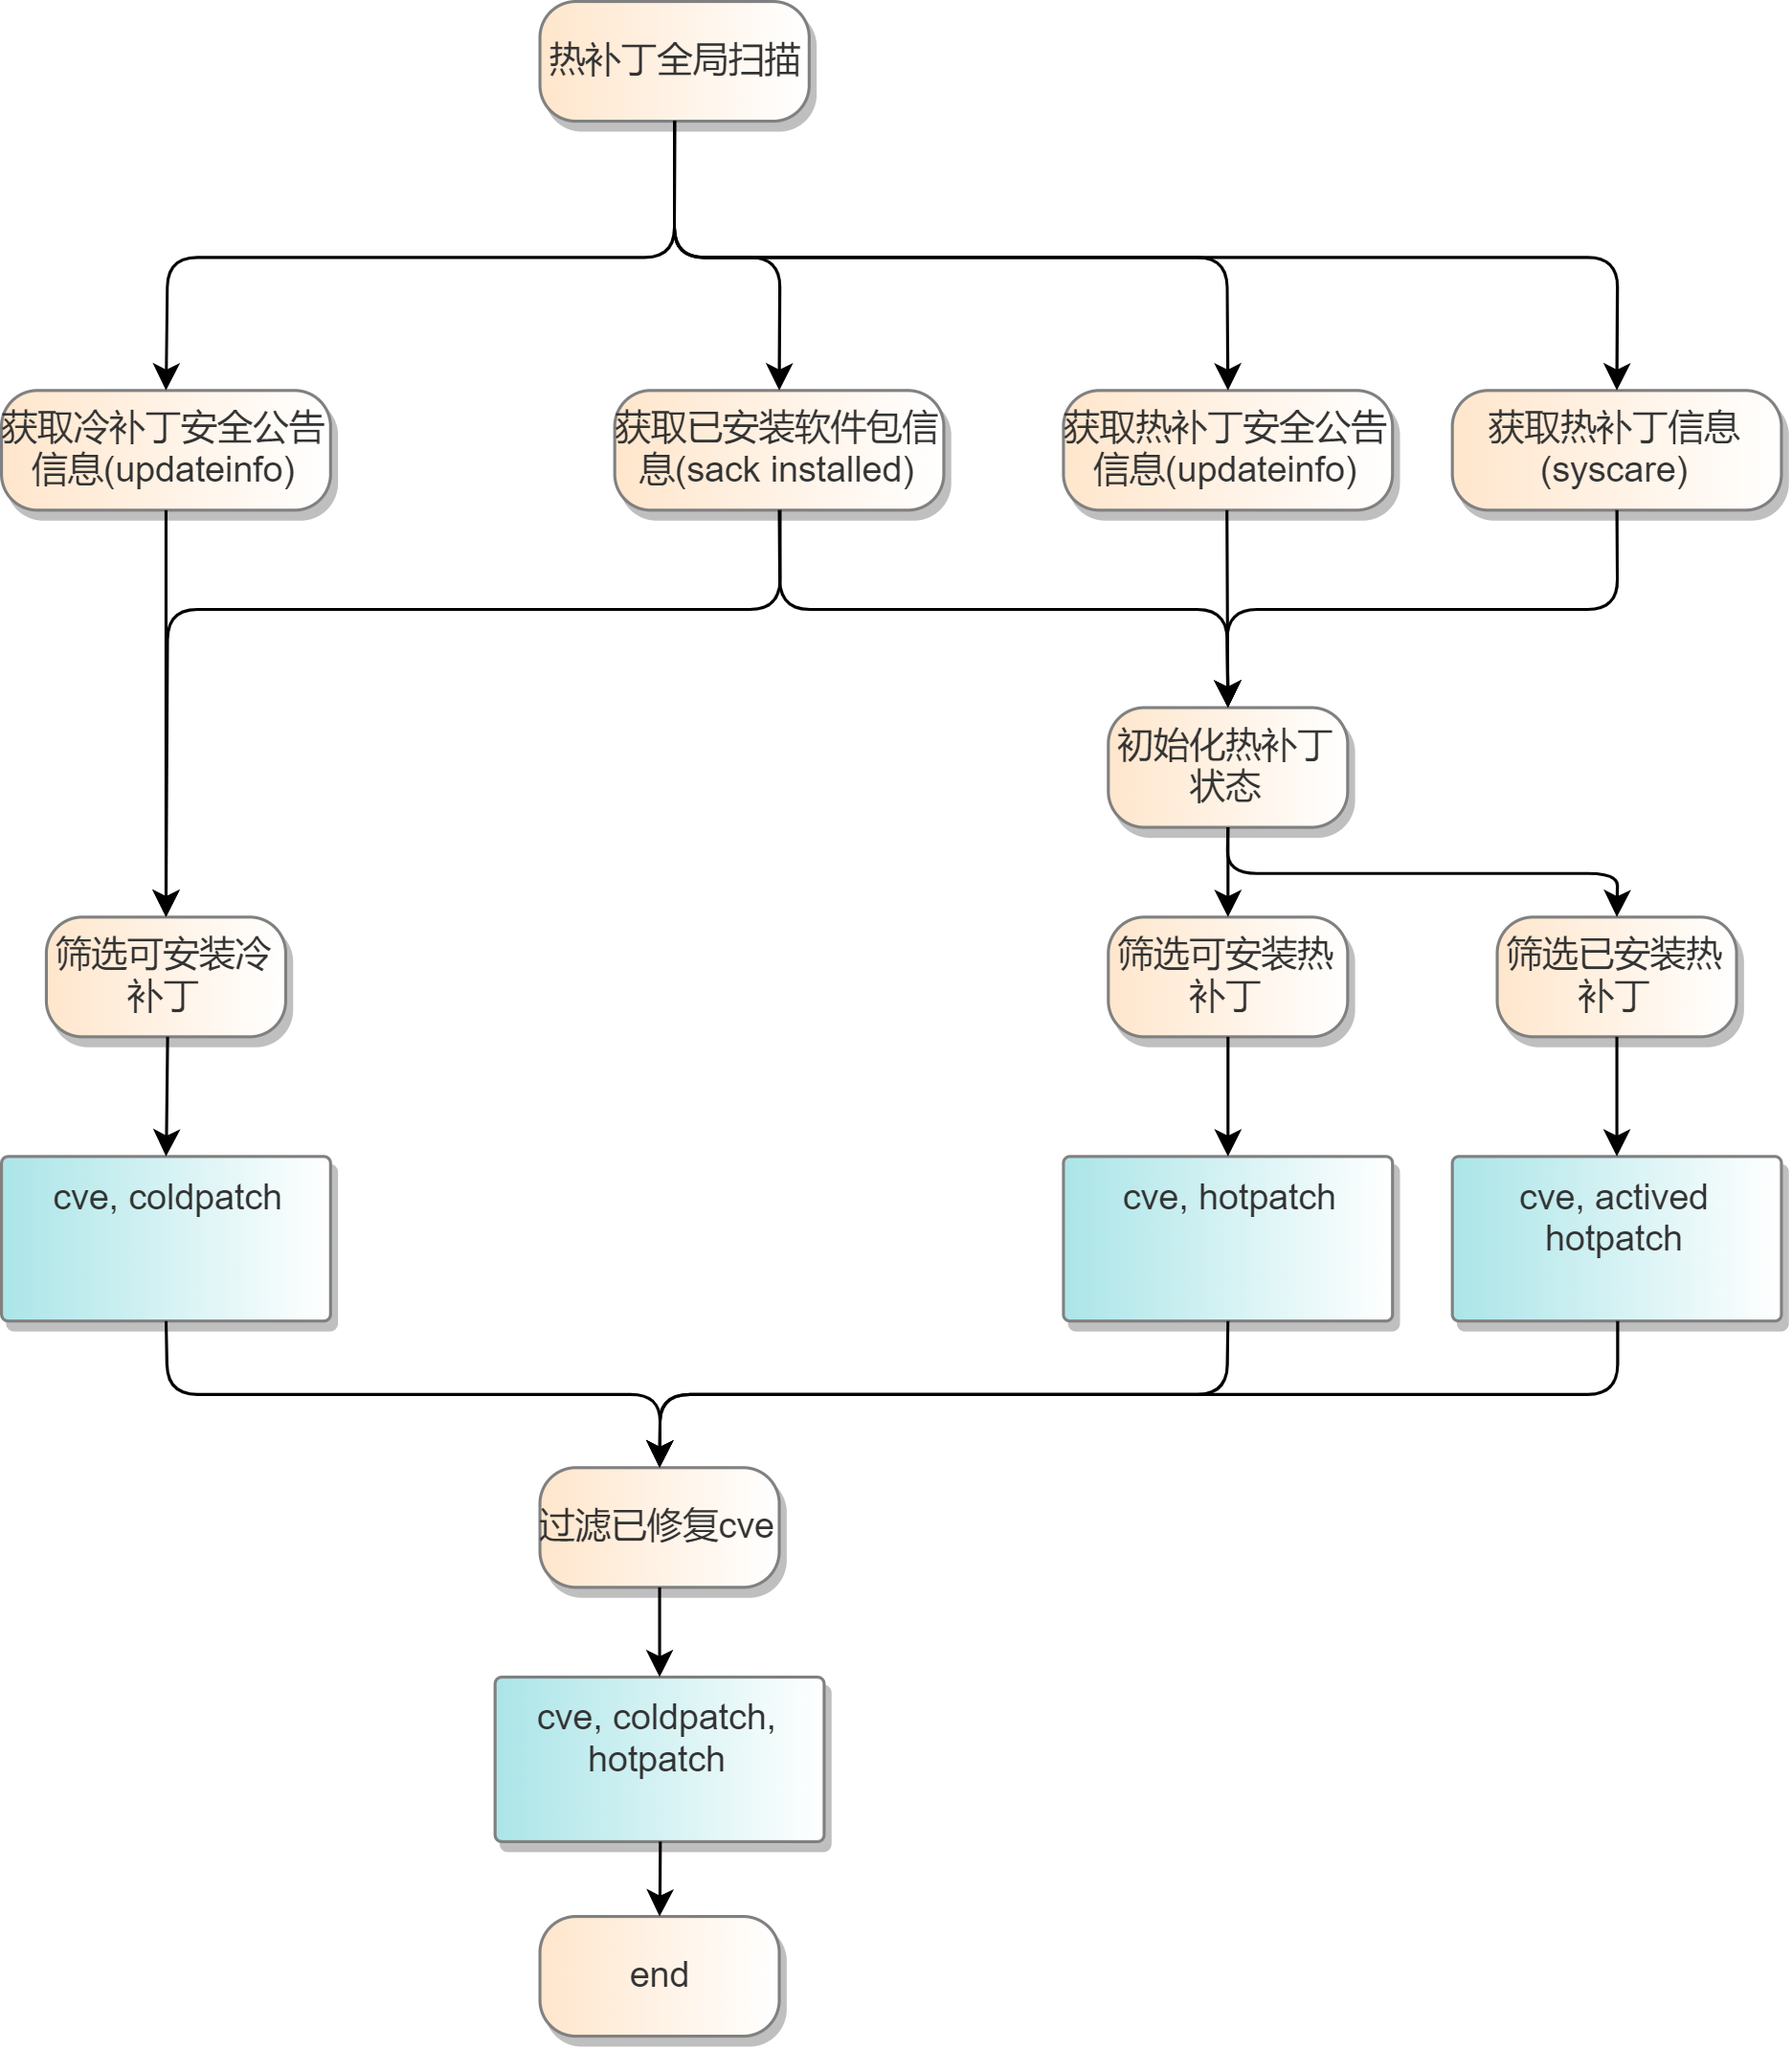 热补丁全局扫描
获取冷补丁安全公告
信息(updateinfo)
获取已安装软件包信
息(sack installed)
获取热补丁安全公告
信息(updateinfo)
获取热补丁信息
(syscare)
初始化热补丁
状态
筛选可安装冷
补丁
筛选可安装热
补丁
筛选已安装热
补丁
cve, coldpatch
cve, hotpatch
cve, actived
hotpatch
过滤已修复cve
cve, coldpatch,
hotpatch
end